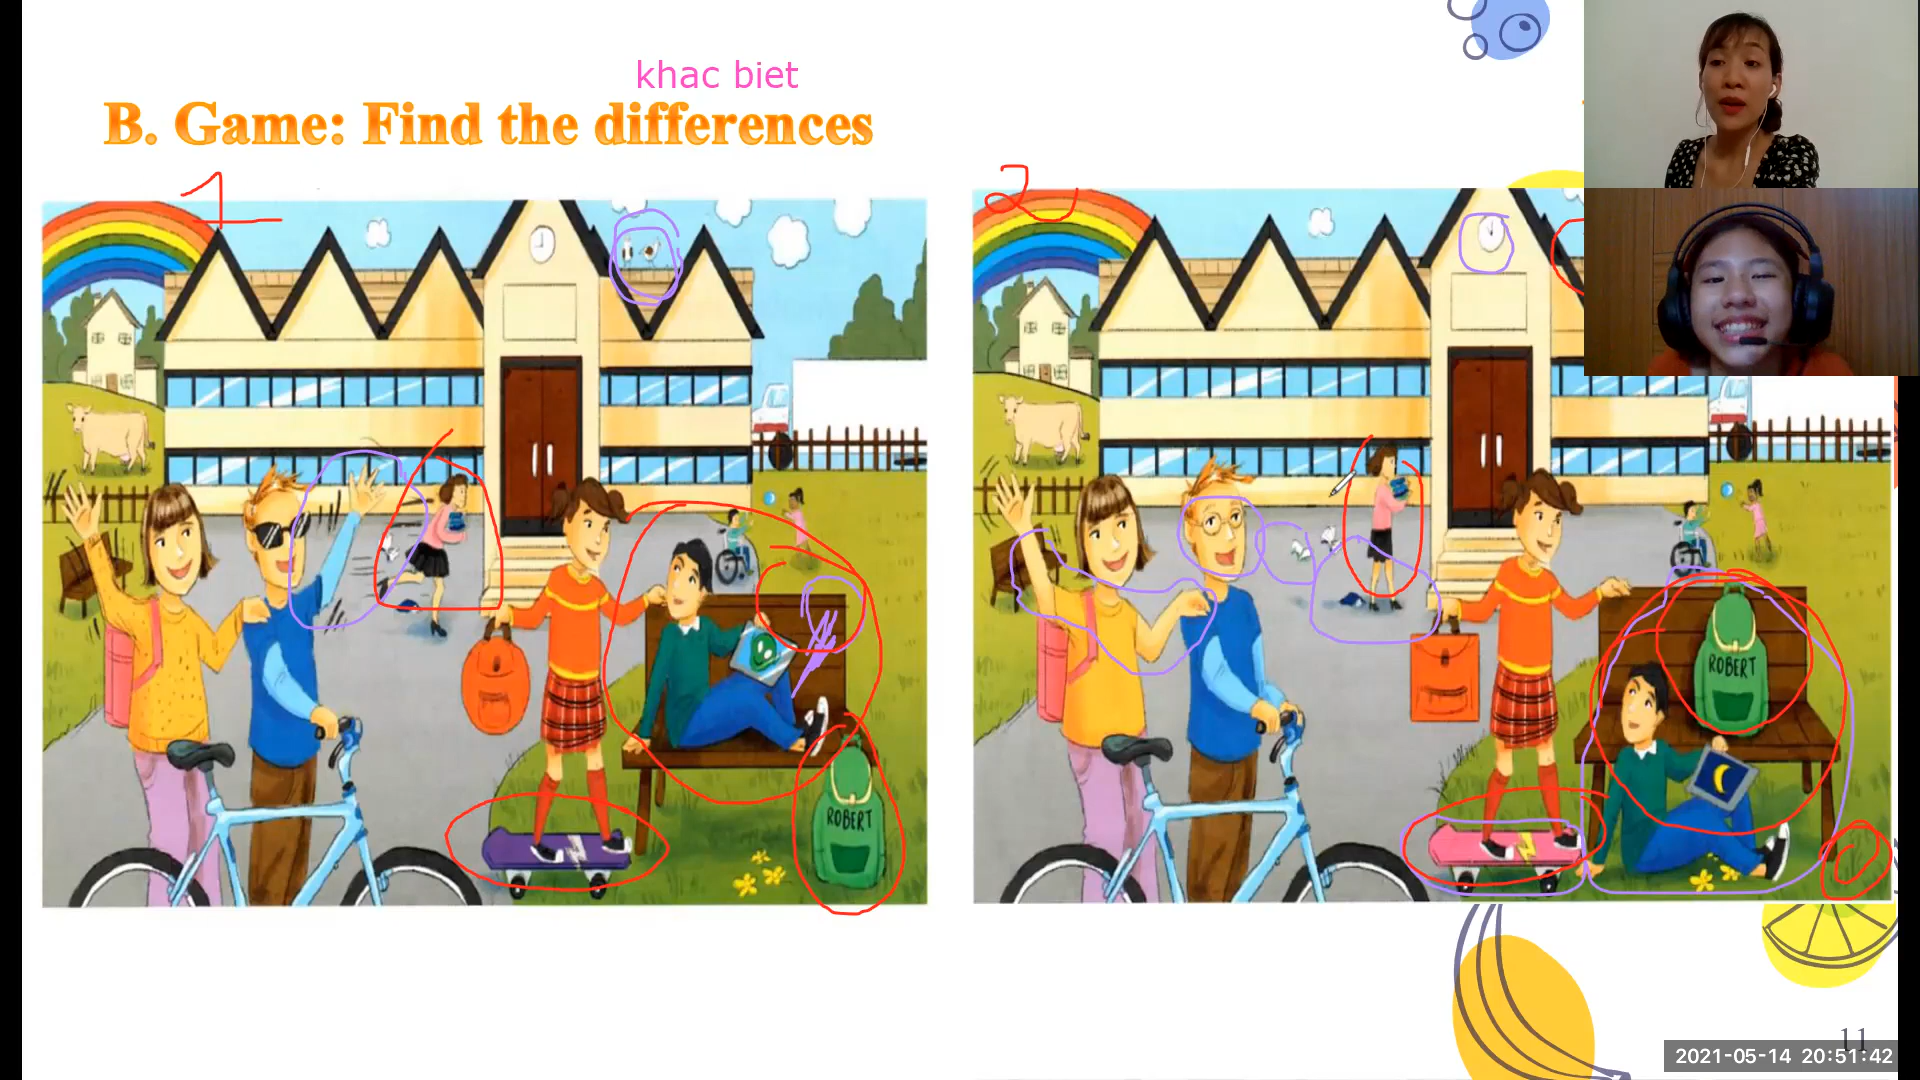 khac biet
B. Game: Find the differences
1
2
ROBERT
ROBERT
11
2021-05-14 20:51:42